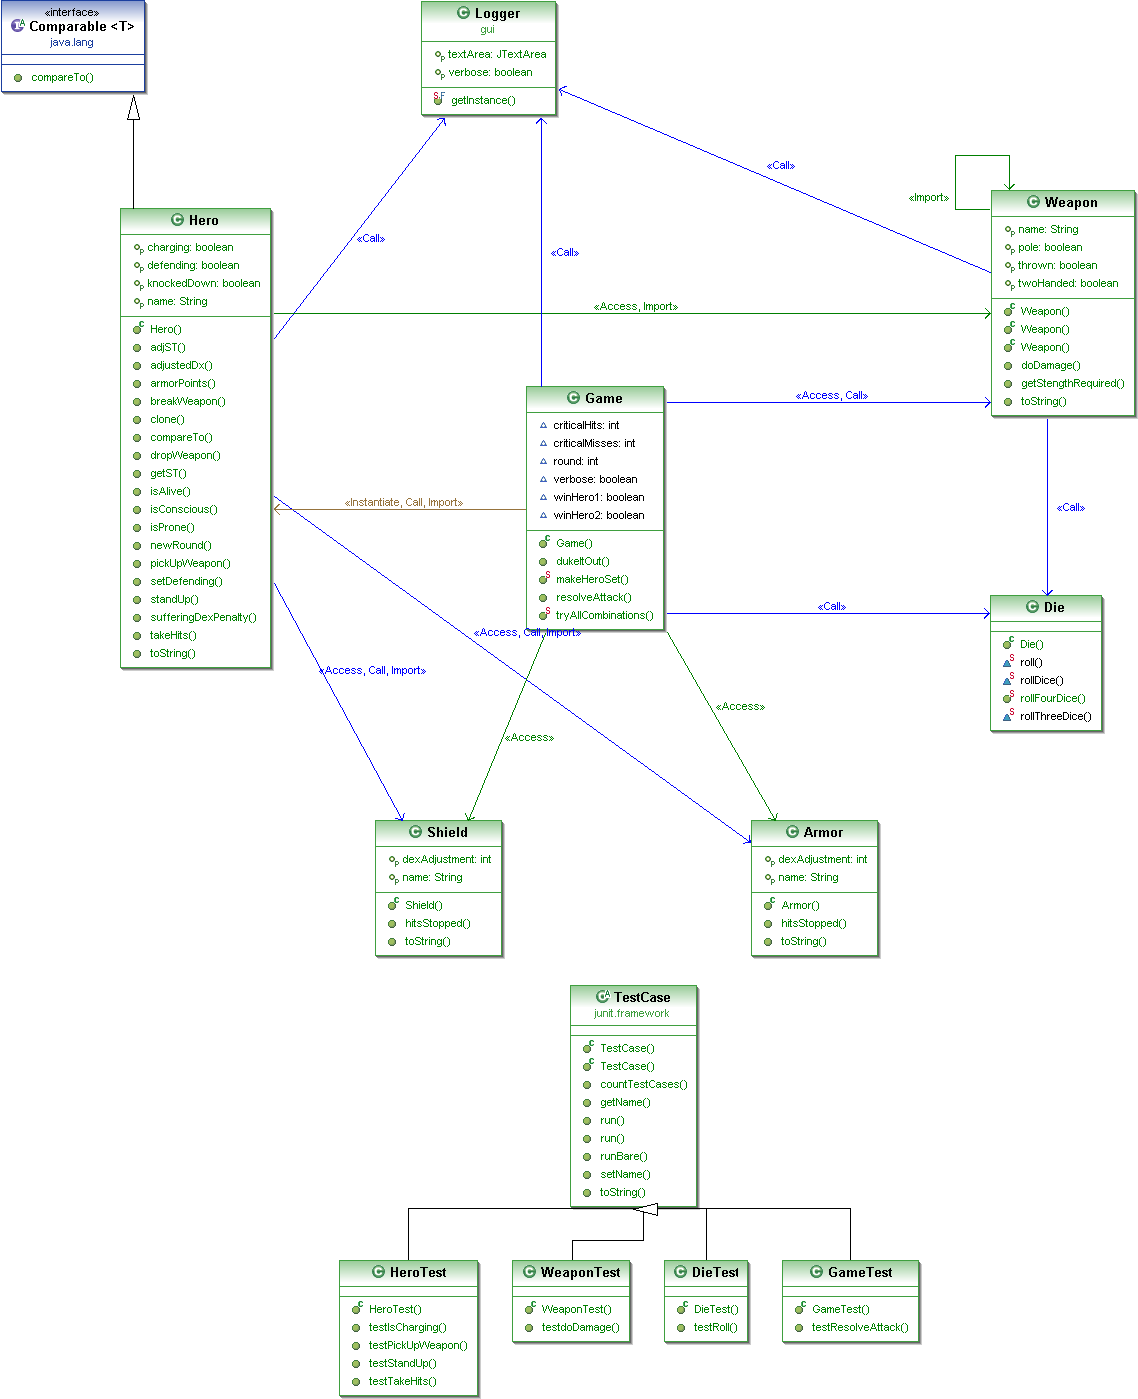 «interface»
Comparable <T>
java.lang
compareTo()
Logger
gui
textArea: JTextArea
verbose: boolean
getInstance()
«Call»
«Call»
«Call»
«Import»
Weapon
name: String
pole: boolean
thrown: boolean
twoHanded: boolean
Weapon()
Weapon()
Weapon()
doDamage()
getStengthRequired()
toString()
Hero
charging: boolean
defending: boolean
knockedDown: boolean
name: String
Hero()
adjST()
adjustedDx()
armorPoints()
breakWeapon()
clone()
compareTo()
dropWeapon()
getST()
isAlive()
isConscious()
isProne()
newRound()
pickUpWeapon()
setDefending()
standUp()
sufferingDexPenalty()
takeHits()
toString()
«Access, Import»
Game
criticalHits: int
criticalMisses: int
round: int
verbose: boolean
winHero1: boolean
winHero2: boolean
Game()
dukeItOut()
makeHeroSet()
resolveAttack()
tryAllCombinations()
«Access, Call»
«Instantiate, Call, Import»
«Call»
«Call»
Die
Die()
roll()
rollDice()
rollFourDice()
rollThreeDice()
«Access, Call, Import»
«Access, Call, Import»
«Access»
«Access»
Shield
dexAdjustment: int
name: String
Shield()
hitsStopped()
toString()
Armor
dexAdjustment: int
name: String
Armor()
hitsStopped()
toString()
TestCase
junit.framework
TestCase()
TestCase()
countTestCases()
getName()
run()
run()
runBare()
setName()
toString()
HeroTest
HeroTest()
testIsCharging()
testPickUpWeapon()
testStandUp()
testTakeHits()
WeaponTest
WeaponTest()
testdoDamage()
DieTest
DieTest()
testRoll()
GameTest
GameTest()
testResolveAttack()